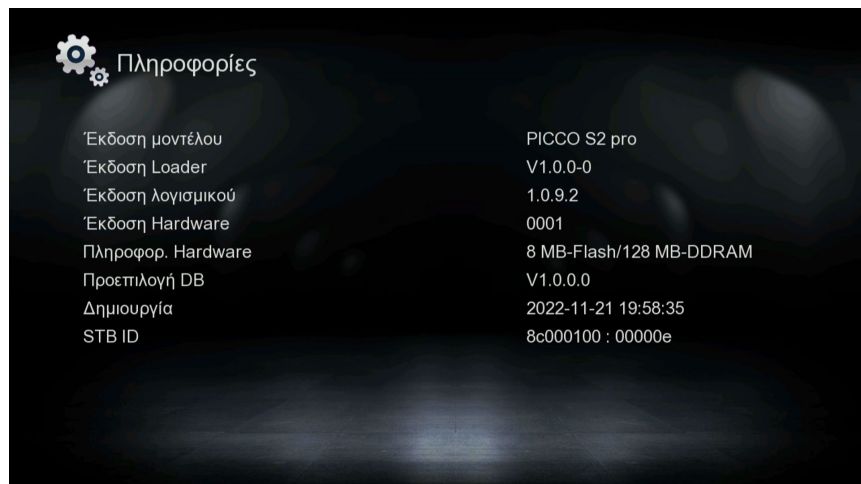 Πληροφορίες
Έκδοση μοντέλου PICCO S2 pro
Έκδοση Loader V1.0.0-0
Έκδοση λογισμικού 1.0.9.2
Έκδοση Hardware 0001
Πληροφορ. Hardware 8 MB-Flash/128 MB-DDRAM
Προεπιλογή DB V1.0.0.0
Δημιουργία 2022-11-21 19:58:35
STB ID 8c000100 : 00000e